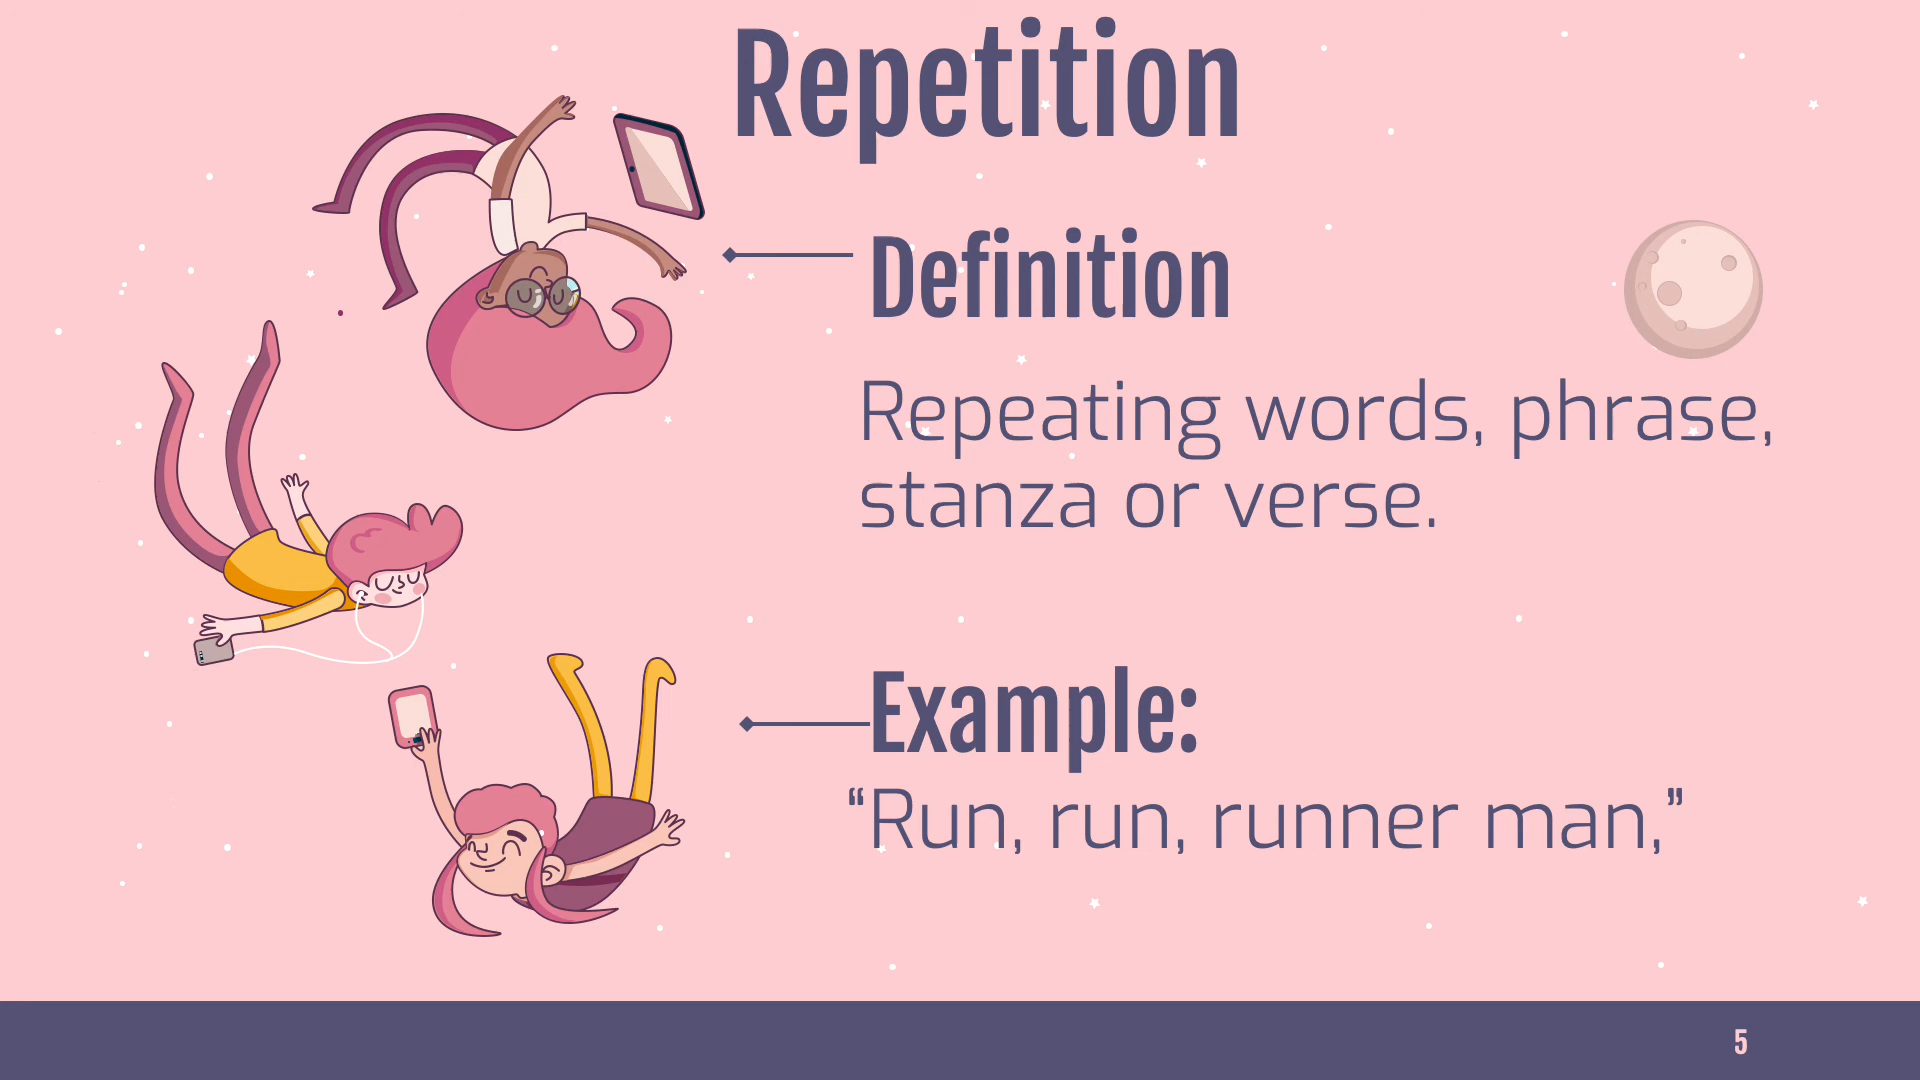 Repetition
Definition
Repeating words, phrase,
stanza or verse.
Example:
“Run, run, runner man,”
5